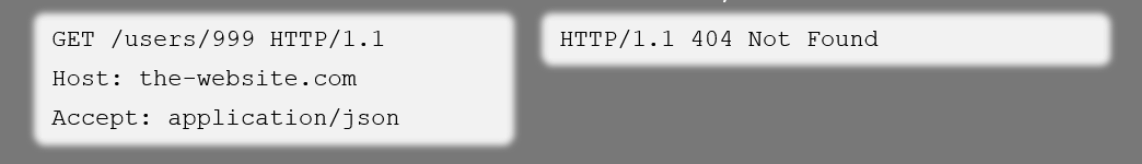 GET /users/999 HTTP/1.1
Host: the-website.com
Accept: application/json
HTTP/1.1 404 Not Found